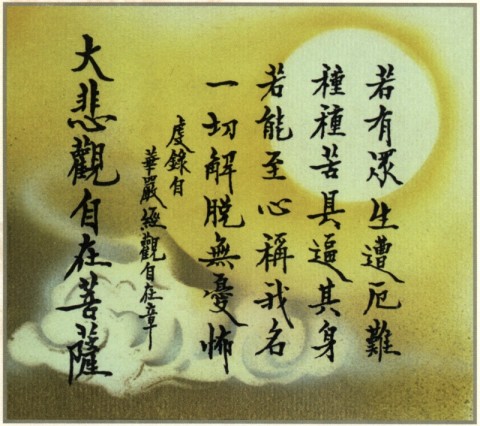 若有眾生遭厄難
種種苦具逼其身
若能至心稱我名
一切解脫無憂怖
虔錄自
華嚴經觀自在章
大悲觀自在菩薩